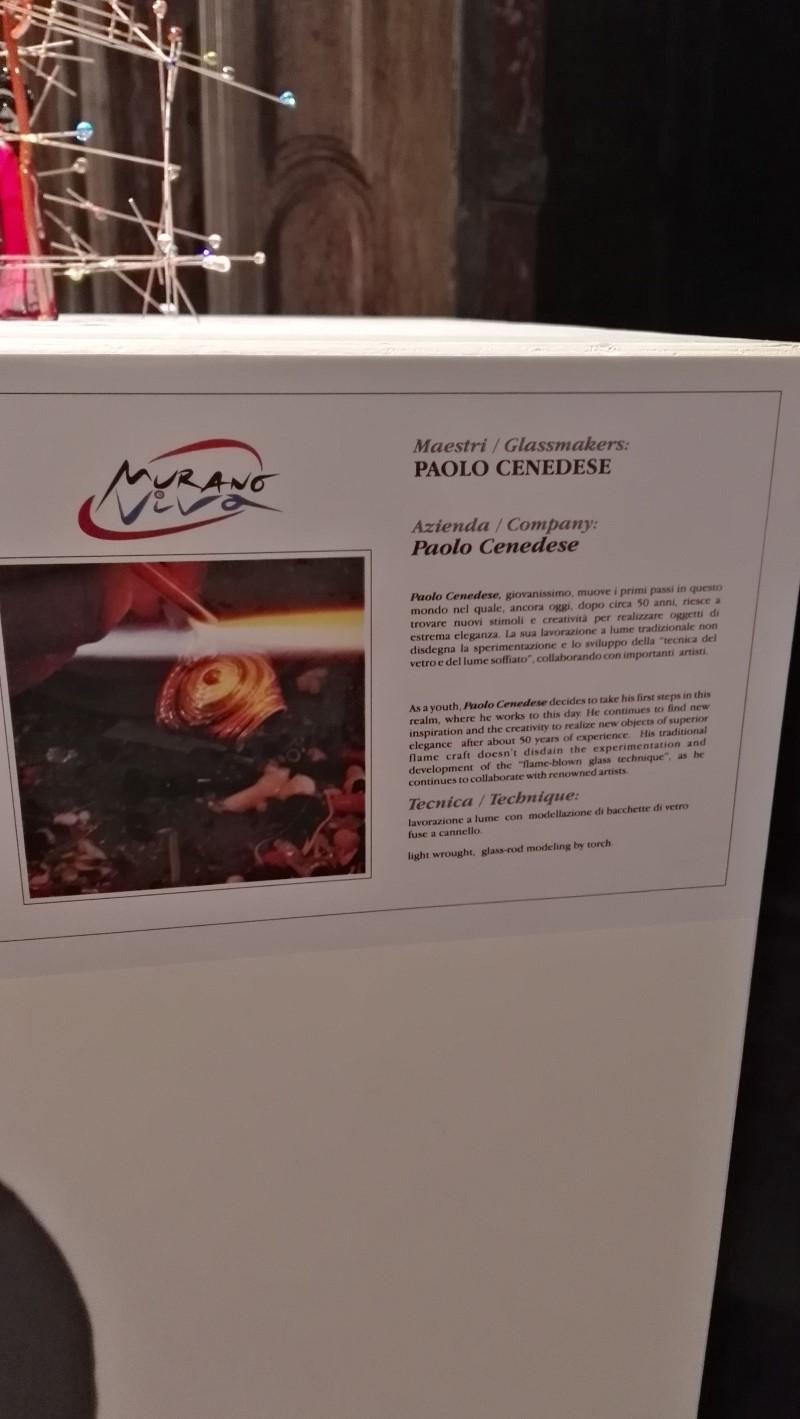 MURANO
Viva
Maestri / Glassmakers:
PAOLO CENEDESE
Azienda / Company:
Paolo Cenedese
Paolo Cenedese, giovanissimo, muove i primi passi in questo
mondo nel quale, ancora oggi, dopo circa 50 anni, riesce a
trovare nuovi stimoli e creatività per realizzare oggetti di
estrema eleganza. La sua lavorazione a lume tradizionale non
disdegna la sperimentazione e lo sviluppo della "tecnica del
vetro e del lume soffiato", collaborando con importanti artisti.
As a youth, Paolo Cenedese decides to take his first steps in this
realm, where he works to this day. He continues to find new
inspiration and the creativity to realize new objects of superior
elegance after about 50 years of experience. His traditional
flame craft doesn't disdain the experimentation and
development of the "flame-blown glass technique", as he
continues to collaborate with renowned artists.
Tecnica / Technique:
lavorazione a lume con modellazione di bacchette di vetro
fuse a cannello.
light wrought, glass-rod modeling by torch.